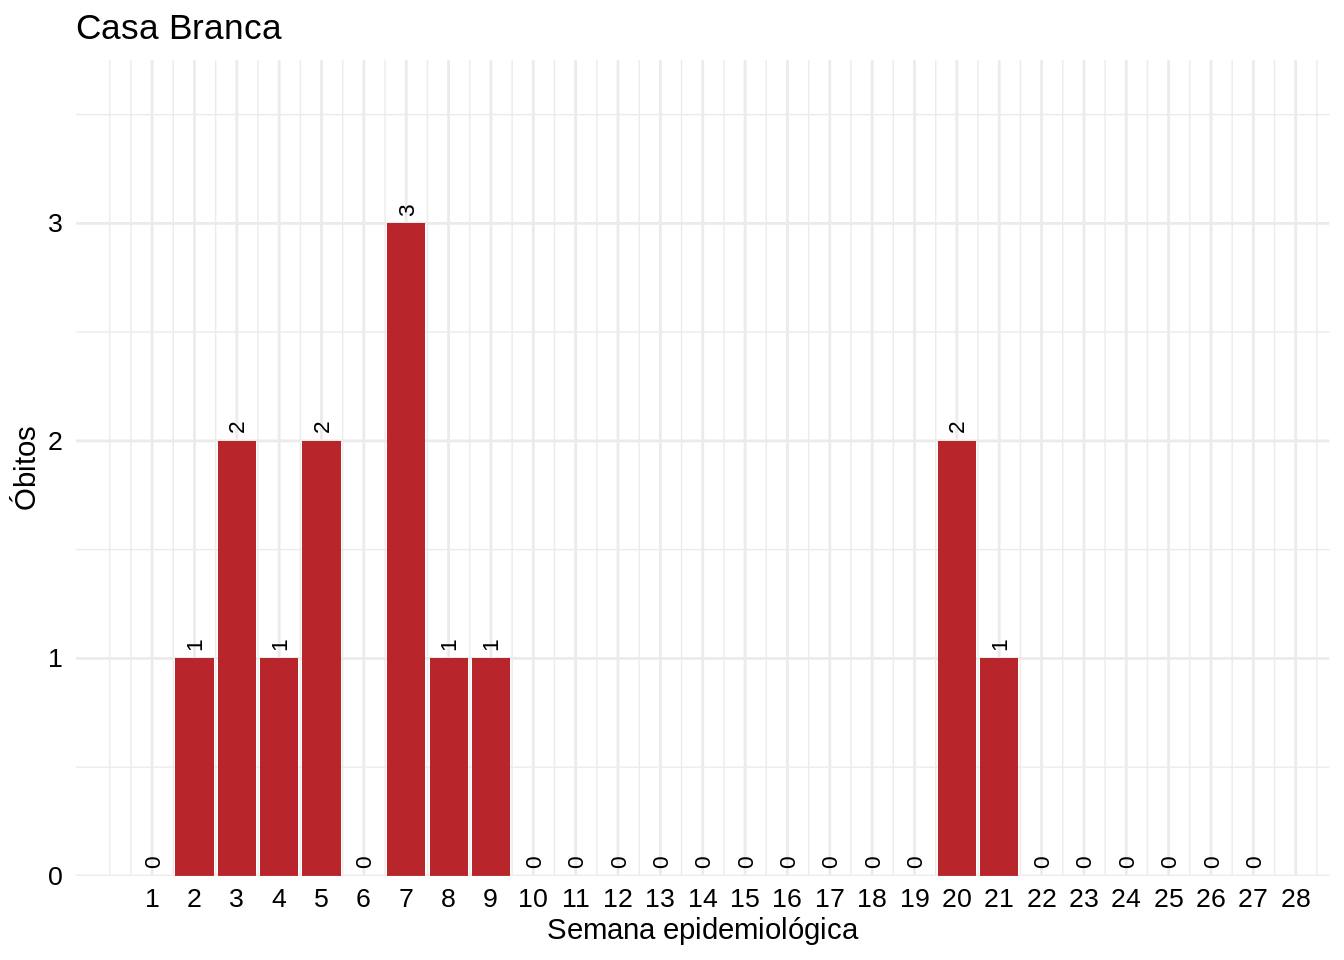 Casa Branca
Óbitos
3
2
1
0
0 1 2 1 2 0 3 1 1 0 0 0 0 0 0 0 0 0 0 2 1 0 0 0 0 0 0
1 2 3 4 5 6 7 8 9 10 11 12 13 14 15 16 17 18 19 20 21 22 23 24 25 26 27 28
Semana epidemiológica